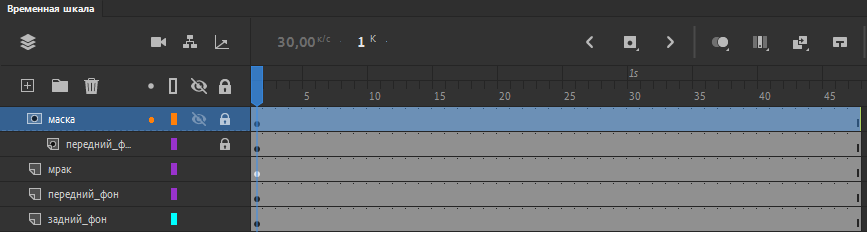 Временная шкала
30,00 к/с 1 К
1s
5 10 15 20 25 30 35 40 45
маска
передний_ф...
мрак
передний_фон
задний_фон